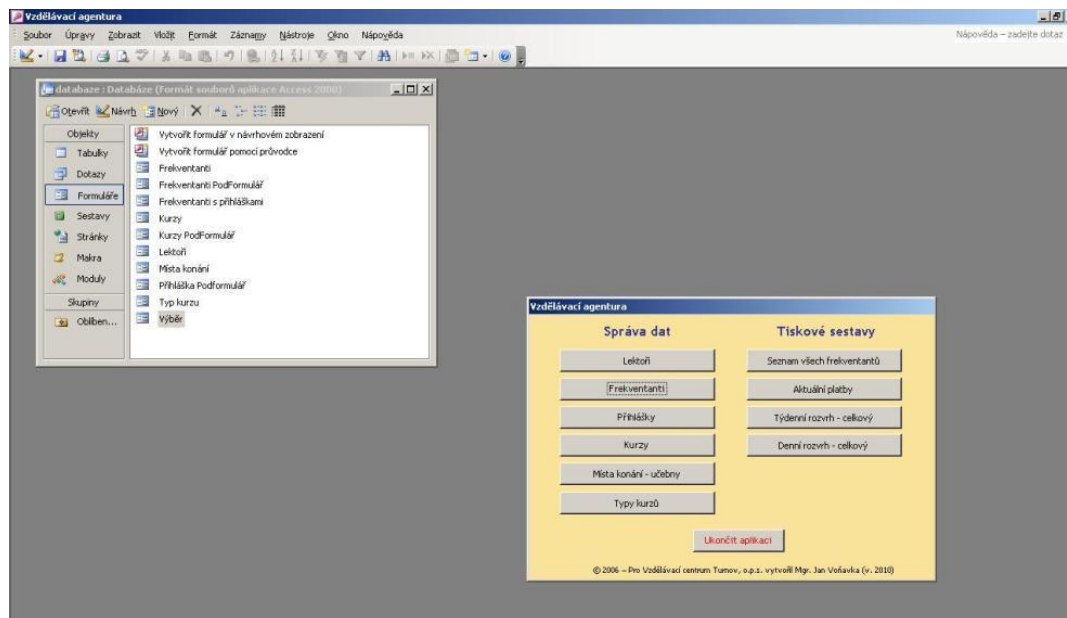 Vzdělávací agentura
Soubor Úpravy Zobrazit Vložit Formát Záznamy Nástroje Okno Nápověda
Nápověda – zadejte dotaz
databaze : Databáze (Formát souborů aplikace Access 2000)
Otevřít Návrh Nový
Objekty
Tabulky
Dotazy
Formuláře
Sestavy
Stránky
Makra
Moduly
Skupiny
Oblíben...
Vytvořit formulář v návrhovém zobrazení
Vytvořit formulář pomocí průvodce
Frekventanti
Frekventanti PodFormulář
Frekventanti s přihláškami
Kurzy
Kurzy PodFormulář
Lektoři
Místa konání
Přihláška Podformulář
Typ kurzu
Výběr
Vzdělávací agentura
Správa dat
Lektoři
Frekventanti
Přihlášky
Kurzy
Místa konání - učebny
Typy kurzů
Tiskové sestavy
Seznam všech frekventantů
Aktuální platby
Týdenní rozvrh - celkový
Denní rozvrh - celkový
Ukončit aplikaci
© 2006 – Pro Vzdělávací centrum Turnov, o.p.s. vytvořil Mgr. Jan Voňavka (v. 2010)